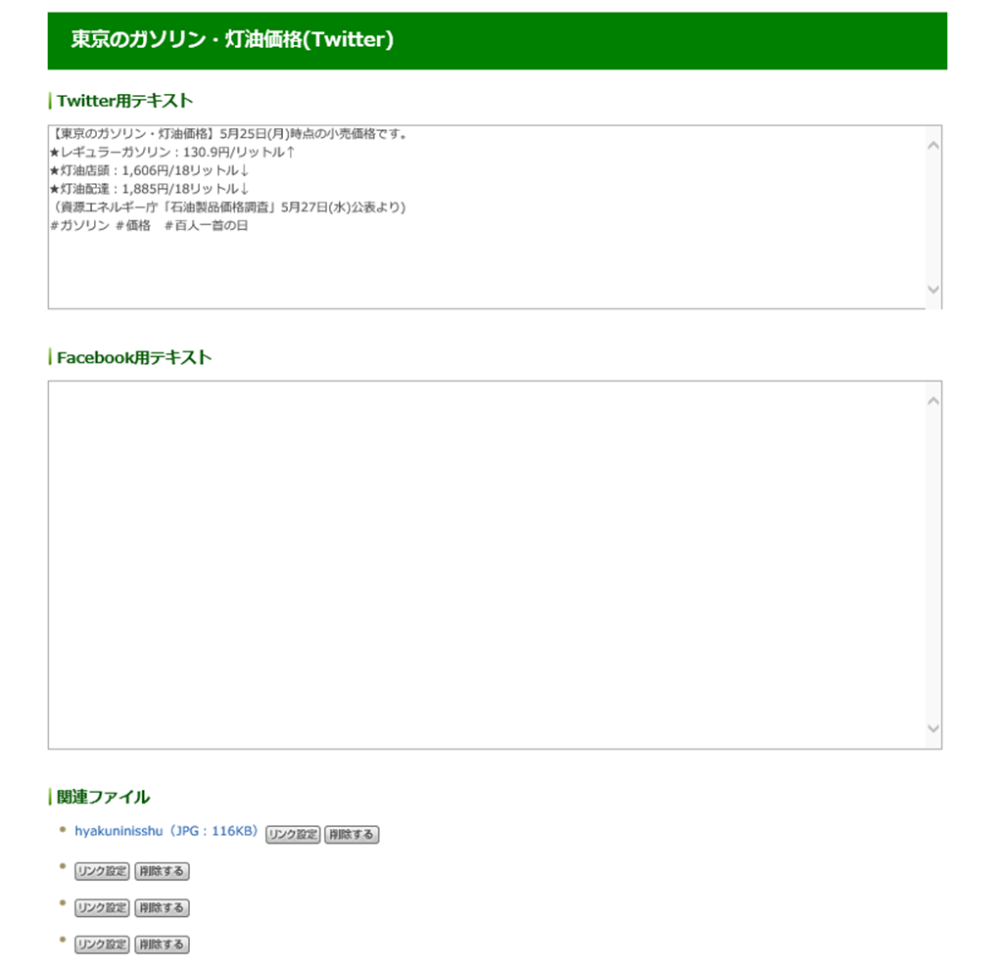 東京のガソリン・灯油価格(Twitter)
Twitter用テキスト
【東京のガソリン・灯油価格】5月25日(月)時点の小売価格です。
★レギュラーガソリン：130.9円/リットル↑
★灯油店頭：1,606円/18リットル↓
★灯油配達：1,885円/18リットル↓
（資源エネルギー庁「石油製品価格調査」5月27日(水)公表より)
＃ガソリン ＃価格　＃百人一首の日
Facebook用テキスト
関連ファイル
hyakuninisshu（JPG：116KB） リンク設定 削除する
リンク設定 削除する
リンク設定 削除する
リンク設定 削除する